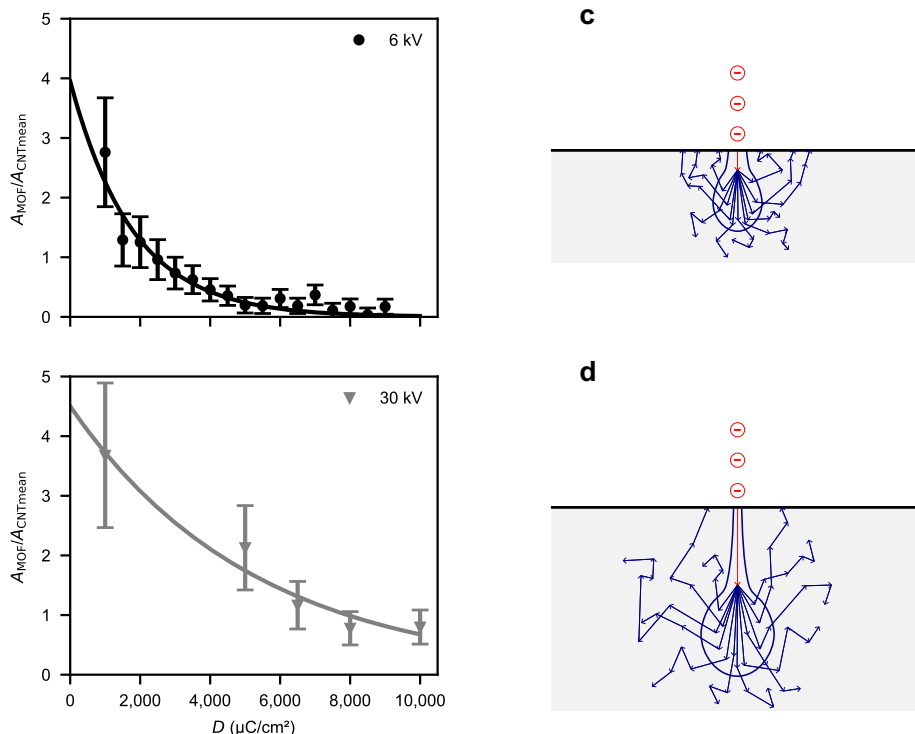 5
4
3
2
1
0
A_MOF/A_CNTmean
6 kV
5
4
3
2
1
0
A_MOF/A_CNTmean
30 kV
0
2,000
4,000
6,000
8,000
10,000
D (µC/cm²)
c
d